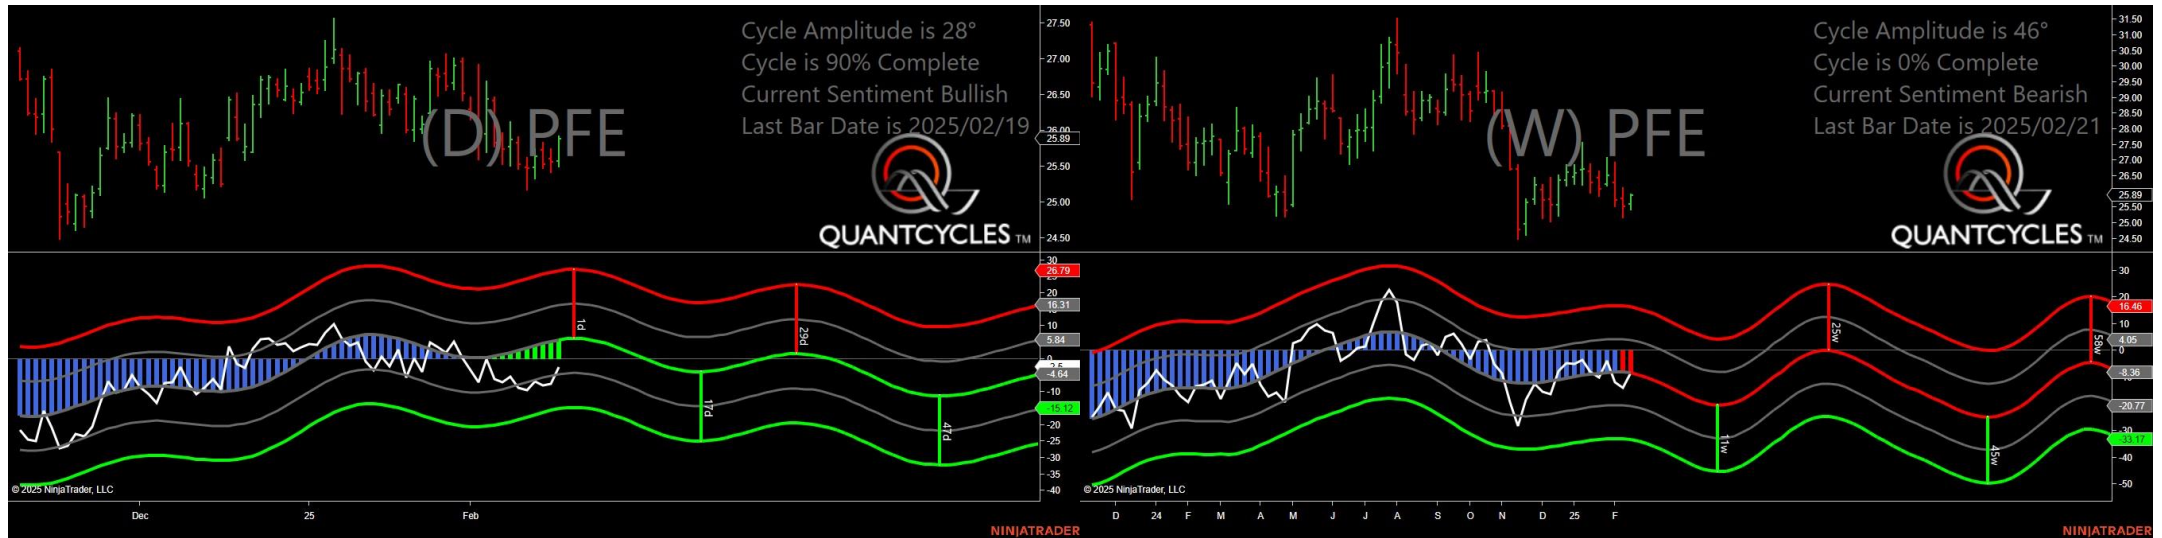 Cycle Amplitude is 28°
Cycle is 90% Complete
Current Sentiment Bullish
Last Bar Date is 2025/02/19
(D) PFE
QUANTCYCLES TM
27.50
27.00
26.50
26.00
25.89
25.50
25.00
24.50
30
26.79
20
16.31
10
5.84
0
-4.64
-10
-15.12
-20
-25
-30
-35
-40
1d
17d
29d
47d
© 2025 NinjaTrader, LLC
Dec
25
Feb
NINJATRADER
Cycle Amplitude is 46°
Cycle is 0% Complete
Current Sentiment Bearish
Last Bar Date is 2025/02/21
(W) PFE
QUANTCYCLES TM
31.50
31.00
30.50
30.00
29.50
29.00
28.50
28.00
27.50
27.00
26.50
25.89
25.50
25.00
24.50
30
20
16.46
10
4.05
0
-8.36
-20.77
-30
-33.17
-40
-50
11w
25w
45w
58w
© 2025 NinjaTrader, LLC
D
24
F
M
A
M
J
J
A
S
O
N
D
25
F
NINJATRADER